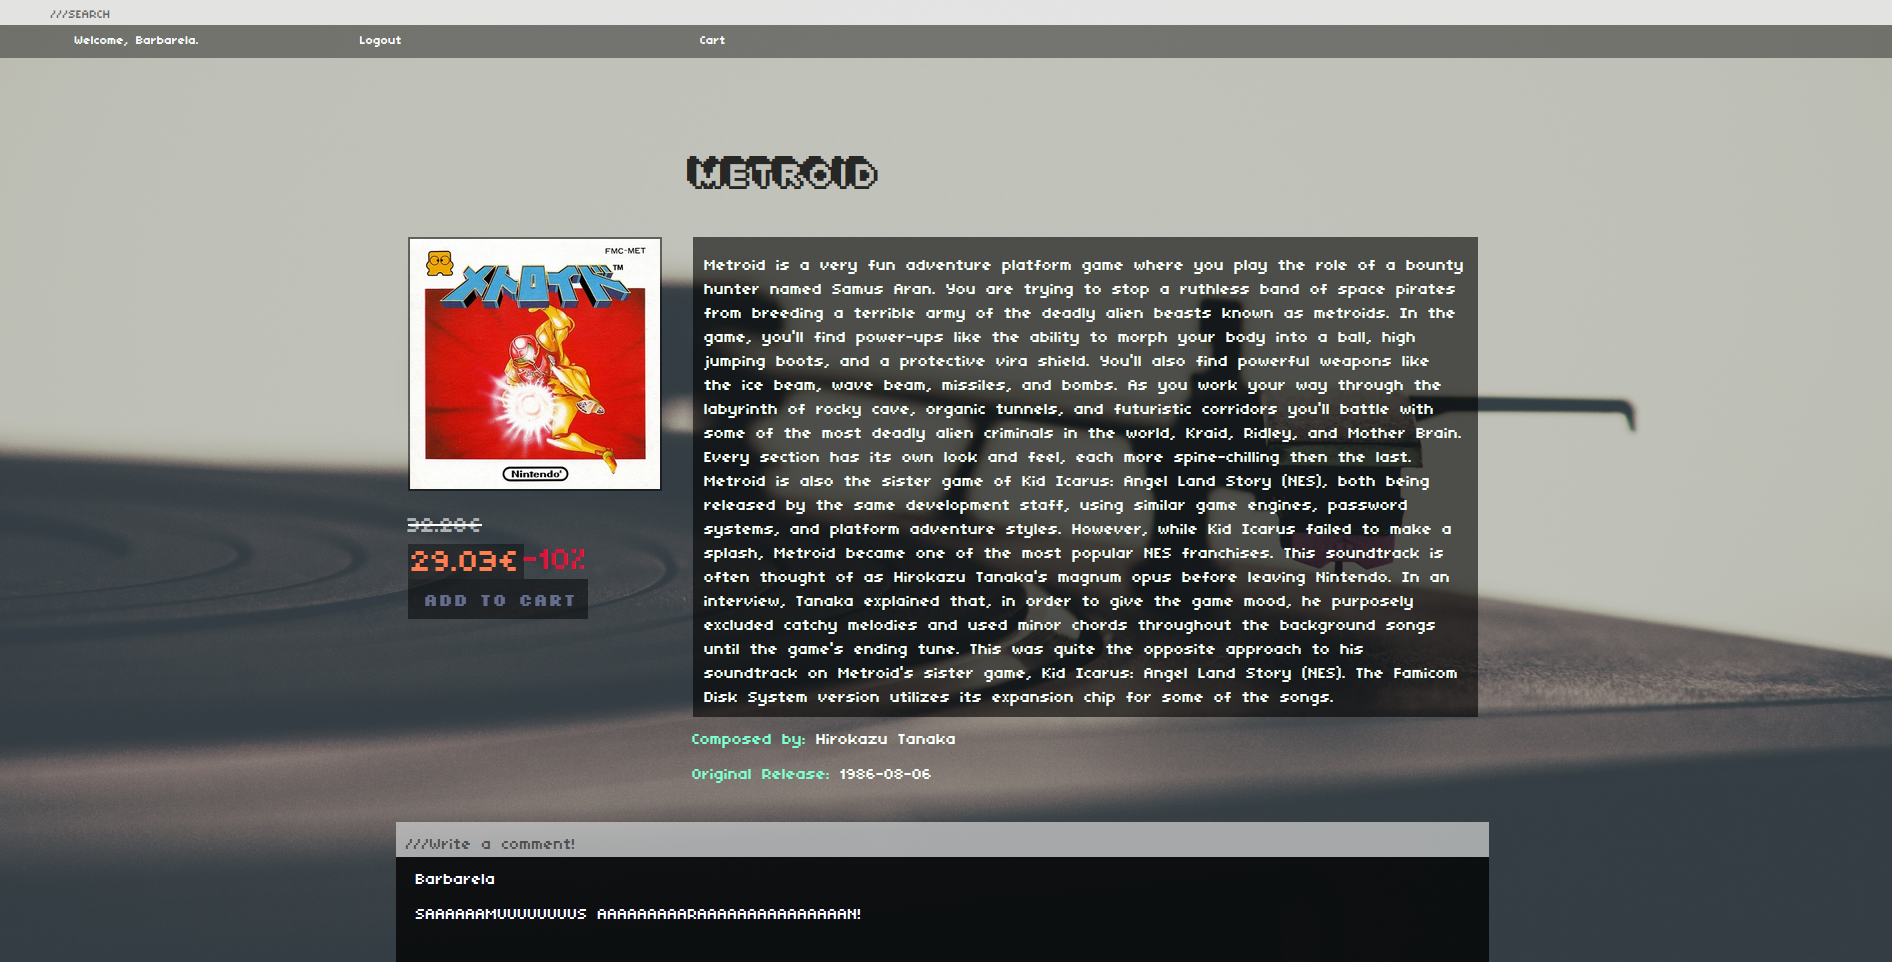 ///SEARCH
Welcome, Barbarela.
Logout
Cart
METROID
FMC-MET
メトロイド™
Nintendo®
32.20€
29.03€ -10%
ADD TO CART
Metroid is a very fun adventure platform game where you play the role of a bounty
hunter named Samus Aran. You are trying to stop a ruthless band of space pirates
from breeding a terrible army of the deadly alien beasts known as metroids. In the
game, you'll find power-ups like the ability to morph your body into a ball, high
jumping boots, and a protective vira shield. You'll also find powerful weapons like
the ice beam, wave beam, missiles, and bombs. As you work your way through the
labyrinth of rocky cave, organic tunnels, and futuristic corridors you'll battle with
some of the most deadly alien criminals in the world, Kraid, Ridley, and Mother Brain.
Every section has its own look and feel, each more spine-chilling then the last.
Metroid is also the sister game of Kid Icarus: Angel Land Story (NES), both being
released by the same development staff, using similar game engines, password
systems, and platform adventure styles. However, while Kid Icarus failed to make a
splash, Metroid became one of the most popular NES franchises. This soundtrack is
often thought of as Hirokazu Tanaka's magnum opus before leaving Nintendo. In an
interview, Tanaka explained that, in order to give the game mood, he purposely
excluded catchy melodies and used minor chords throughout the background songs
until the game's ending tune. This was quite the opposite approach to his
soundtrack on Metroid's sister game, Kid Icarus: Angel Land Story (NES). The Famicom
Disk System version utilizes its expansion chip for some of the songs.
Composed by: Hirokazu Tanaka
Original Release: 1986-08-06
///Write a comment!
Barbarela
SAAAAAAMUUUUUUUUUS AAAAAAAAARAAAAAAAAAAAAAAAN!